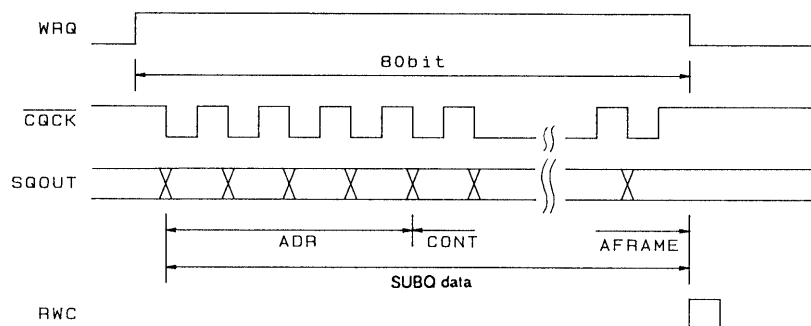 WRQ
80bit
CQCK
SQOUT
ADR
CONT
AFRAME
SUBQ data
RWC